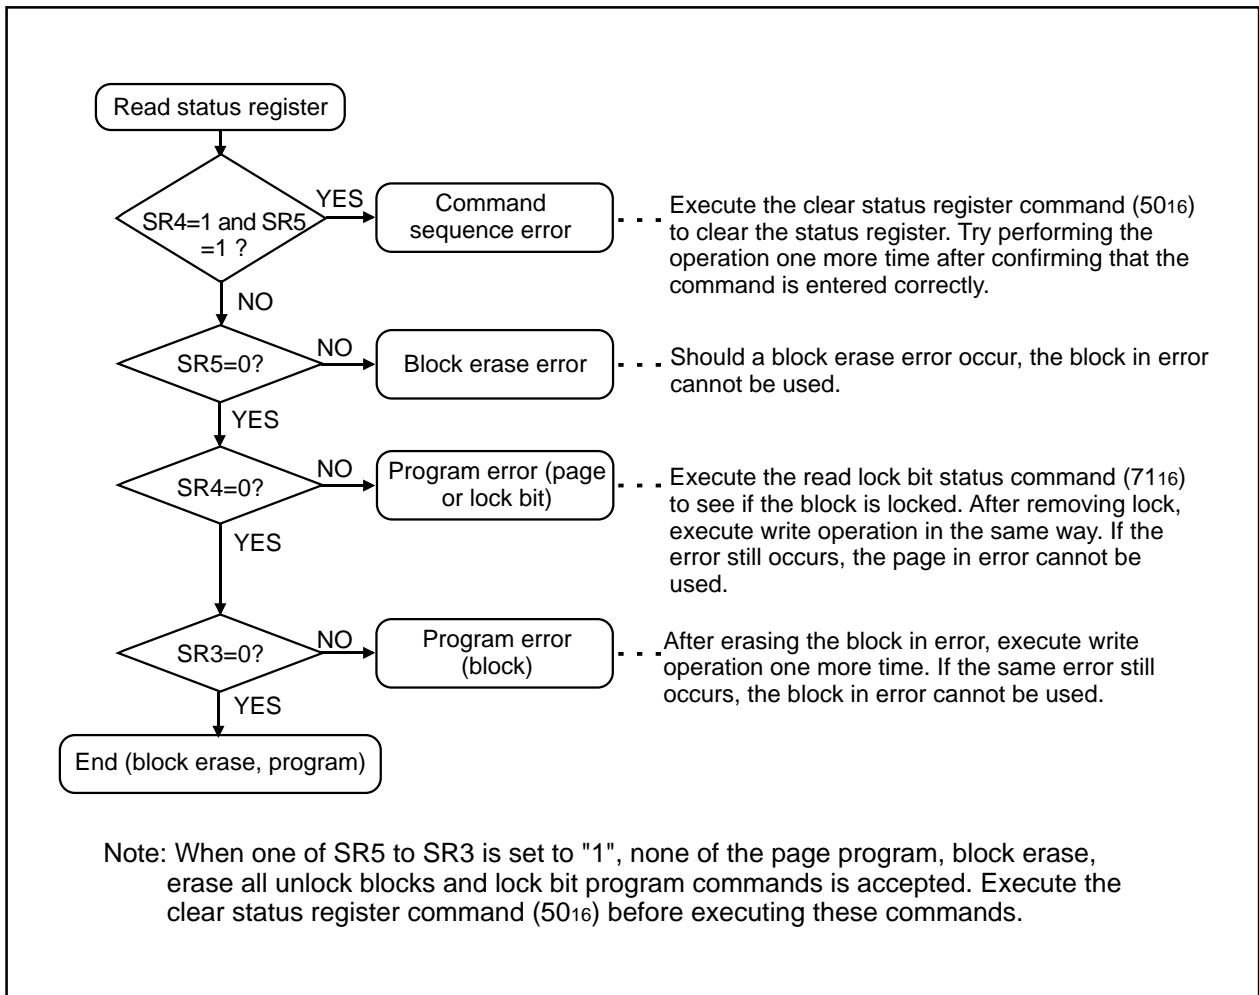 Read status register
SR4=1 and SR5
=1 ?
YES
Command
sequence error
Execute the clear status register command (5016)
to clear the status register. Try performing the
operation one more time after confirming that the
command is entered correctly.
NO
SR5=0?
NO
Block erase error
Should a block erase error occur, the block in error
cannot be used.
YES
SR4=0?
NO
Program error (page
or lock bit)
Execute the read lock bit status command (7116)
to see if the block is locked. After removing lock,
execute write operation in the same way. If the
error still occurs, the page in error cannot be
used.
YES
SR3=0?
NO
Program error
(block)
After erasing the block in error, execute write
operation one more time. If the same error still
occurs, the block in error cannot be used.
YES
End (block erase, program)
Note: When one of SR5 to SR3 is set to "1", none of the page program, block erase,
erase all unlock blocks and lock bit program commands is accepted. Execute the
clear status register command (5016) before executing these commands.